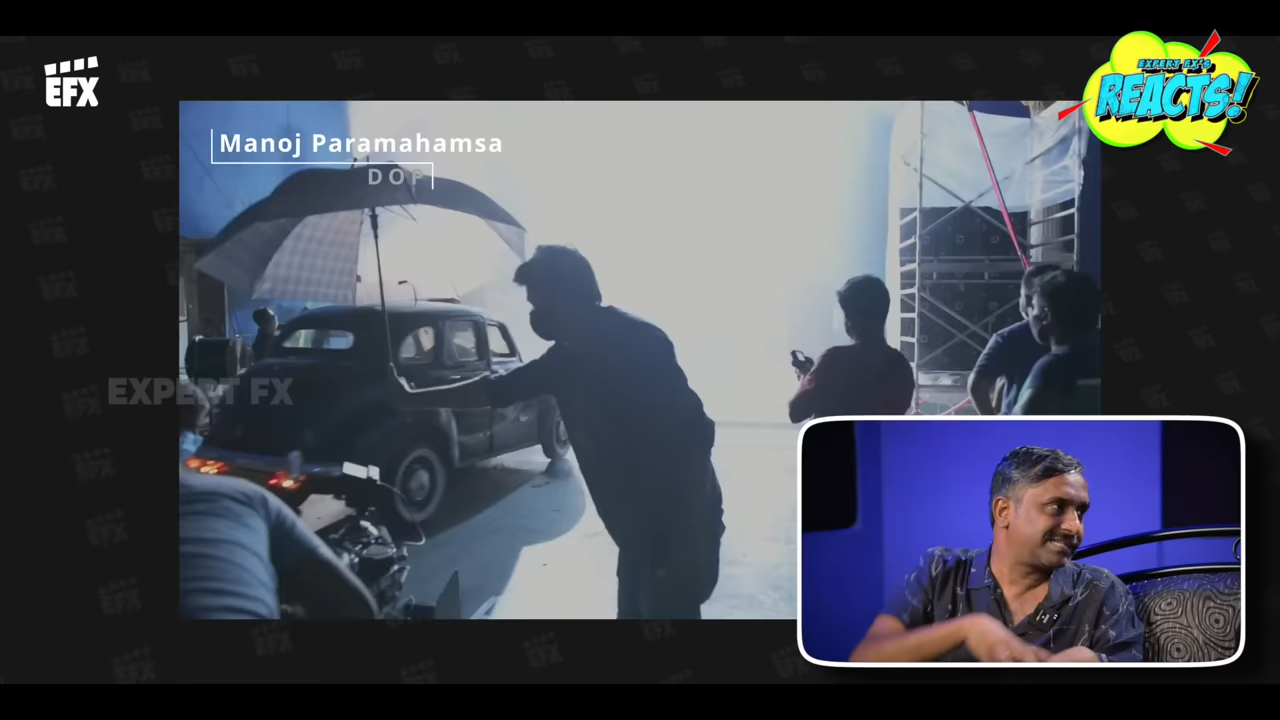 EFX
EXPERT FX'S
REACTS!
Manoj Paramahamsa
DOP
EXPERT FX